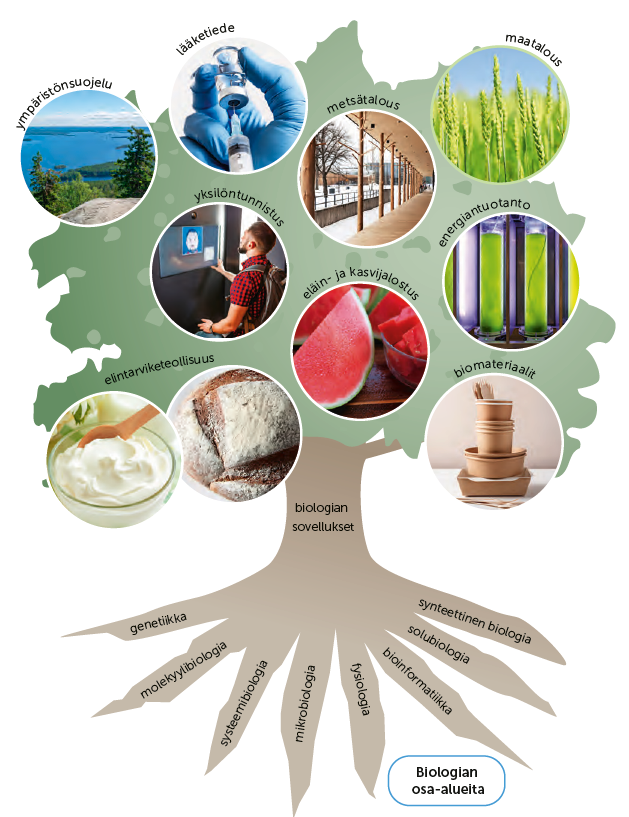 lääketiede
maatalous
ympäristönsuojelu
metsätalous
yksilöntunnistus
energiantuotanto
eläin- ja kasvijalostus
elintarviketeollisuus
biomateriaalit
biologian
sovellukset
genetiikka
molekyylibiologia
systeemibiologia
mikrobiologia
fysiologia
bioinformatiikka
solubiologia
synteettinen biologia
Biologian
osa-alueita